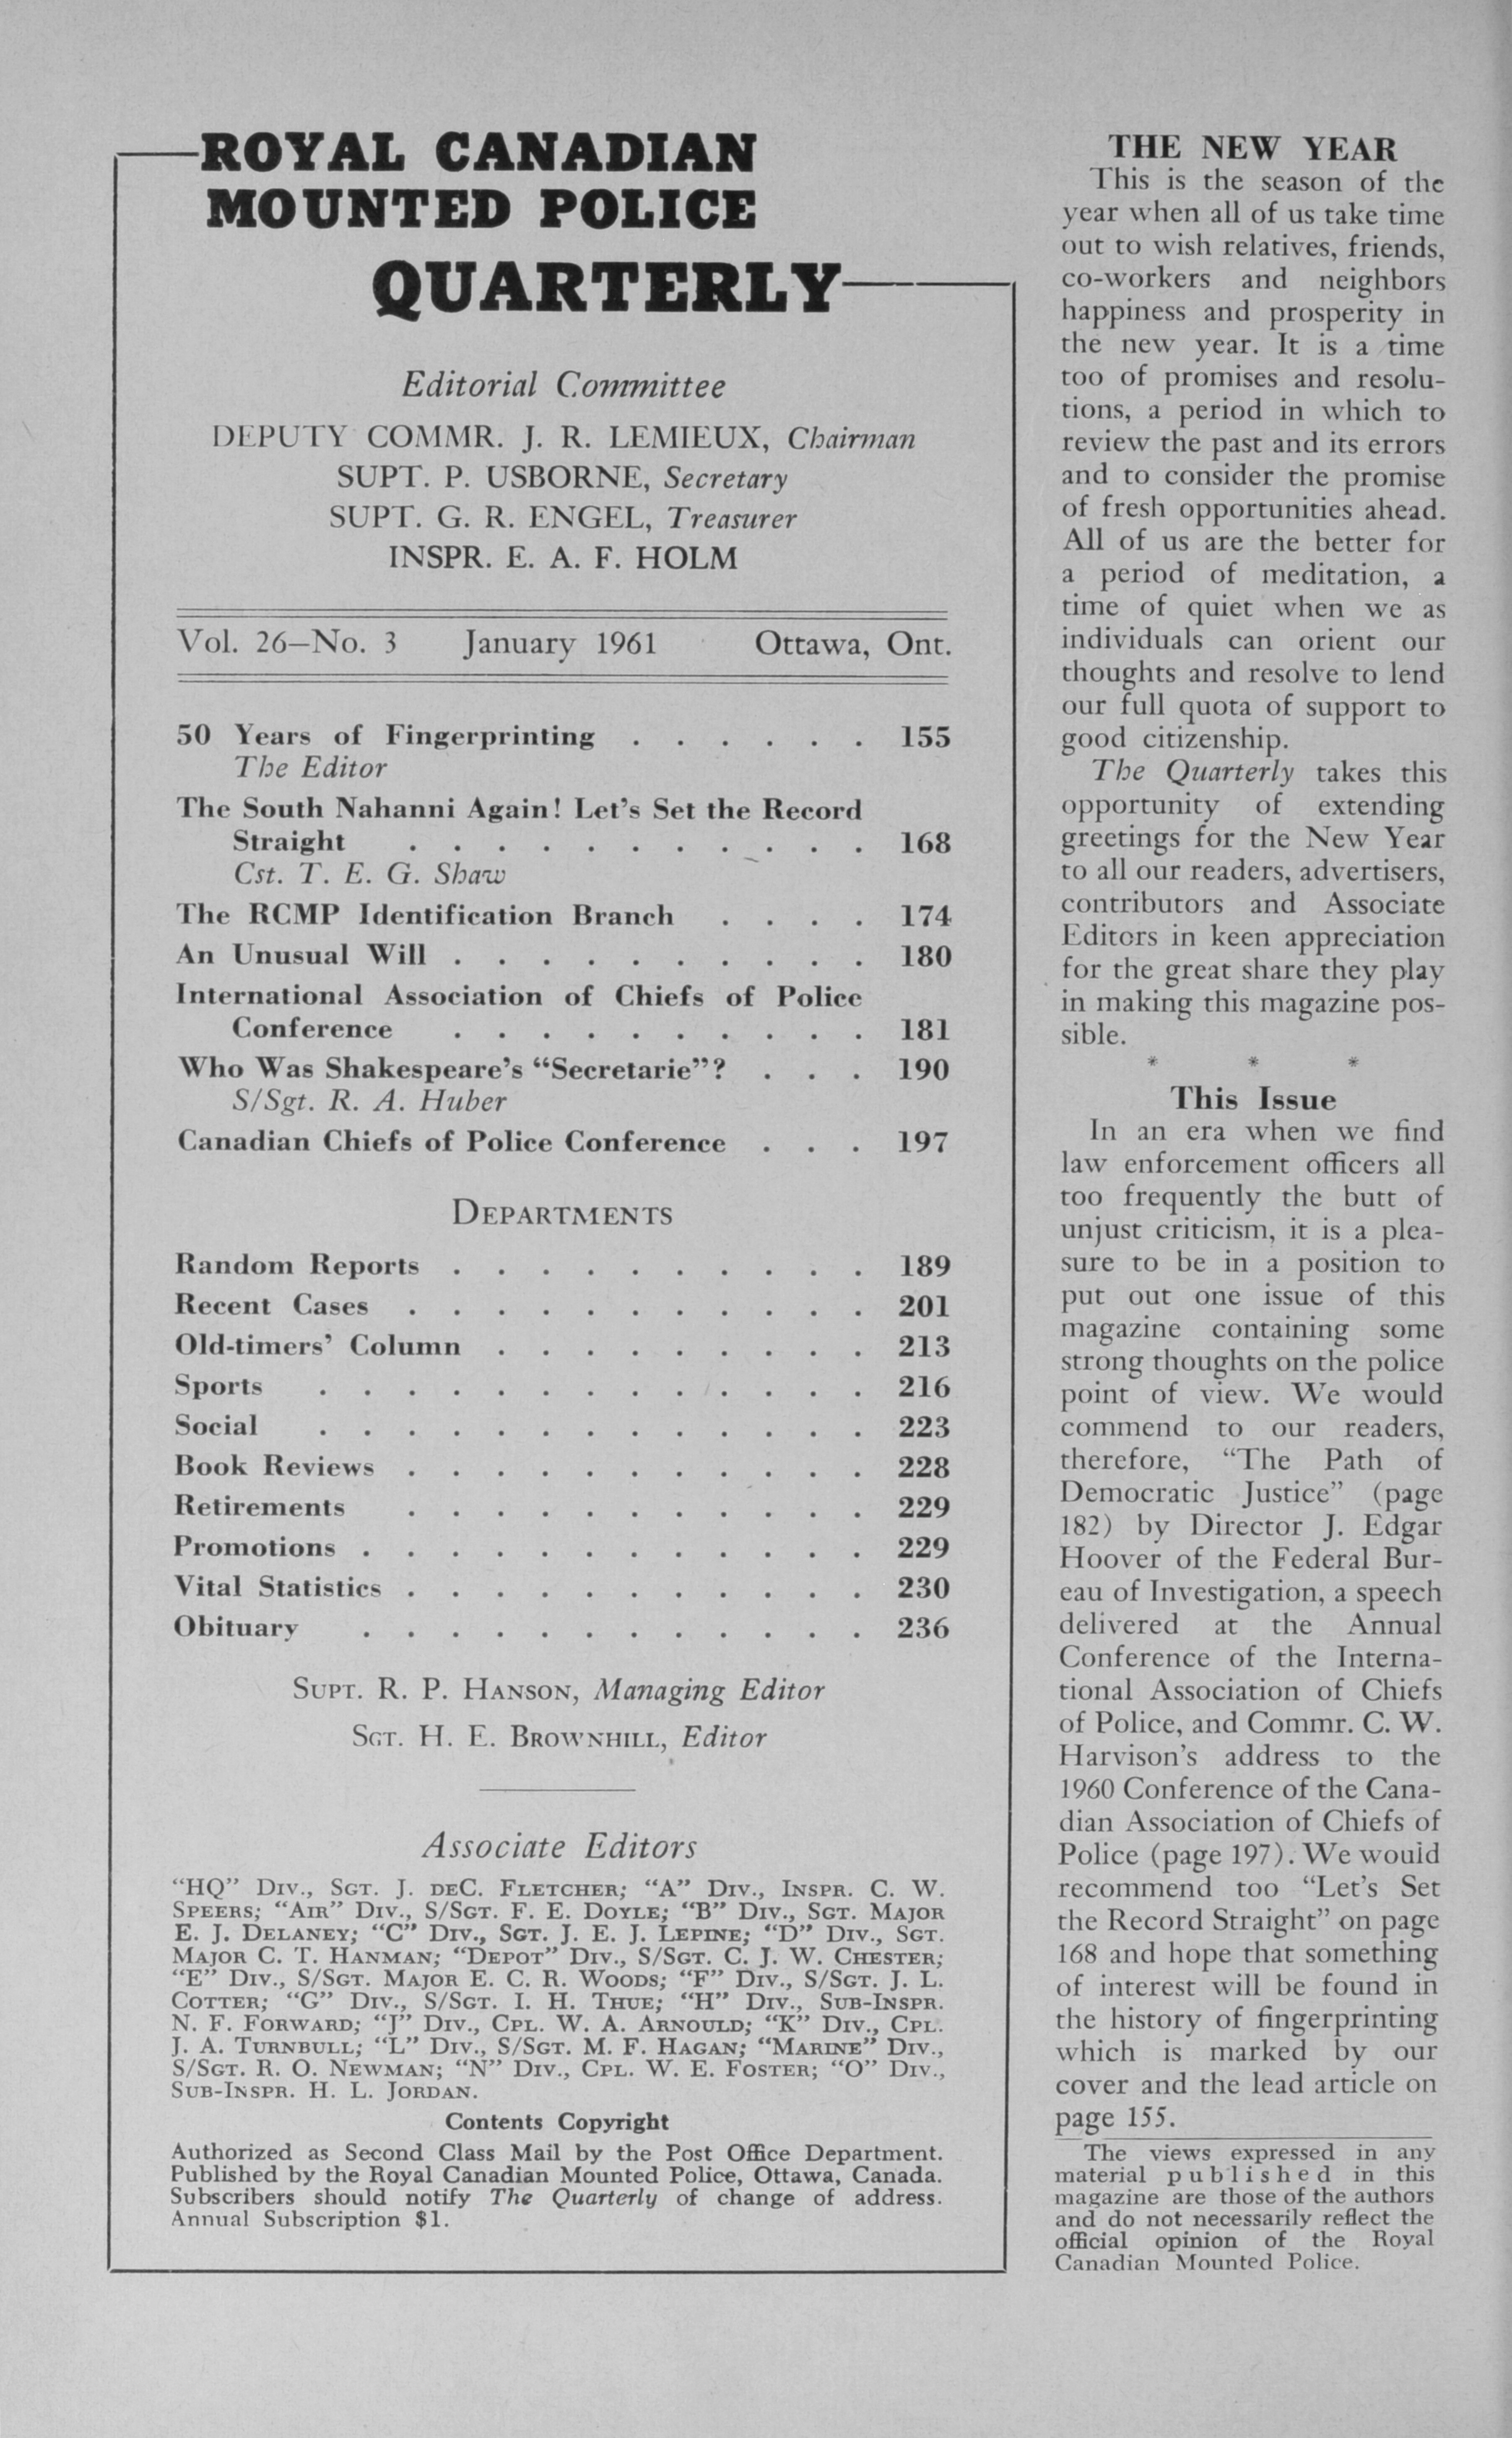 ROYAL CANADIAN
MOUNTED POLICE
QUARTERLY
Editorial Committee
DEPUTY COMMR. J. R. LEMIEUX, Chairman
SUPT. P. USBORNE, Secretary
SUPT. G. R. ENGEL, Treasurer
INSPR. E. A. F. HOLM
Vol. 26—No. 3 January 1961 Ottawa, Ont.
50 Years of Fingerprinting . . . . . . 155
The Editor
The South Nahanni Again! Let's Set the Record
Straight . . . . . . . . . . . 168
Cst. T. E. G. Shaw
The RCMP Identification Branch . . . . 174
An Unusual Will . . . . . . . . . . 180
International Association of Chiefs of Police
Conference . . . . . . . . . . 181
Who Was Shakespeare's "Secretarie"? . . . 190
S/Sgt. R. A. Huber
Canadian Chiefs of Police Conference . . . 197
DEPARTMENTS
Random Reports . . . . . . . . . . 189
Recent Cases . . . . . . . . . . . 201
Old-timers' Column . . . . . . . . . 213
Sports . . . . . . . . . . . . . 216
Social . . . . . . . . . . . . . 223
Book Reviews . . . . . . . . . . . 228
Retirements . . . . . . . . . . . 229
Promotions . . . . . . . . . . . . 229
Vital Statistics . . . . . . . . . . . 230
Obituary . . . . . . . . . . . . 236
SUPT. R. P. HANSON, Managing Editor
SGT. H. E. BROWNHILL, Editor
Associate Editors
"HQ" DIV., SGT. J. DEC. FLETCHER; "A" DIV., INSPR. C. W.
SPEERS; "AIR" DIV., S/SGT. F. E. DOYLE; "B" DIV., SGT. MAJOR
E. J. DELANEY; "C" DIV., SGT. J. E. J. LEPINE; "D" DIV., SGT.
MAJOR C. T. HANMAN; "DEPOT" DIV., S/SGT. C. J. W. CHESTER;
"E" DIV., S/SGT. MAJOR E. C. R. WOODS; "F" DIV., S/SGT. J. L.
COTTER; "G" DIV., S/SGT. I. H. THUE; "H" DIV., SUB-INSPR.
N. F. FORWARD; "J" DIV., CPL. W. A. ARNOULD; "K" DIV., CPL.
J. A. TURNBULL; "L" DIV., S/SGT. M. F. HAGAN; "MARINE" DIV.,
S/SGT. R. O. NEWMAN; "N" DIV., CPL. W. E. FOSTER; "O" DIV.,
SUB-INSPR. H. L. JORDAN.
Contents Copyright
Authorized as Second Class Mail by the Post Office Department.
Published by the Royal Canadian Mounted Police, Ottawa, Canada.
Subscribers should notify The Quarterly of change of address.
Annual Subscription $1.
THE NEW YEAR
This is the season of the
year when all of us take time
out to wish relatives, friends,
co-workers and neighbors
happiness and prosperity in
the new year. It is a time
too of promises and resolu-
tions, a period in which to
review the past and its errors
and to consider the promise
of fresh opportunities ahead.
All of us are the better for
a period of meditation, a
time of quiet when we as
individuals can orient our
thoughts and resolve to lend
our full quota of support to
good citizenship.
The Quarterly takes this
opportunity of extending
greetings for the New Year
to all our readers, advertisers,
contributors and Associate
Editors in keen appreciation
for the great share they play
in making this magazine pos-
sible.
* * *
This Issue
In an era when we find
law enforcement officers all
too frequently the butt of
unjust criticism, it is a plea-
sure to be in a position to
put out one issue of this
magazine containing some
strong thoughts on the police
point of view. We would
commend to our readers,
therefore, "The Path of
Democratic Justice" (page
182) by Director J. Edgar
Hoover of the Federal Bur-
eau of Investigation, a speech
delivered at the Annual
Conference of the Interna-
tional Association of Chiefs
of Police, and Commr. C. W.
Harvison's address to the
1960 Conference of the Cana-
dian Association of Chiefs of
Police (page 197). We would
recommend too "Let's Set
the Record Straight" on page
168 and hope that something
of interest will be found in
the history of fingerprinting
which is marked by our
cover and the lead article on
page 155.
The views expressed in any
material published in this
magazine are those of the authors
and do not necessarily reflect the
official opinion of the Royal
Canadian Mounted Police.